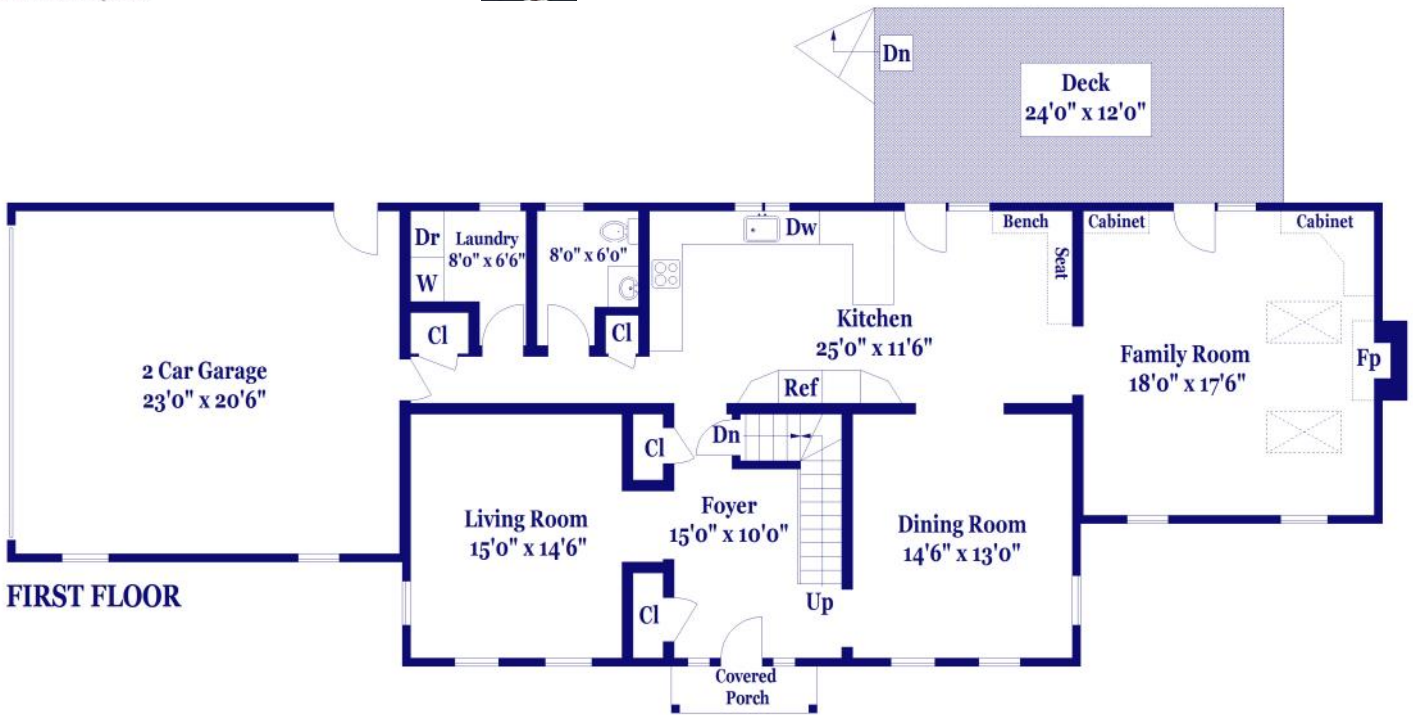 Dn
Deck
24'0" x 12'0"
Dr
Laundry
8'0" x 6'6"
W
8'0" x 6'0"
Dw
Bench
Seat
Cabinet
Cabinet
Cl
Cl
Kitchen
25'0" x 11'6"
Ref
2 Car Garage
23'0" x 20'6"
Family Room
18'0" x 17'6"
Fp
Cl
Dn
Living Room
15'0" x 14'6"
Foyer
15'0" x 10'0"
Dining Room
14'6" x 13'0"
Cl
Up
FIRST FLOOR
Covered
Porch